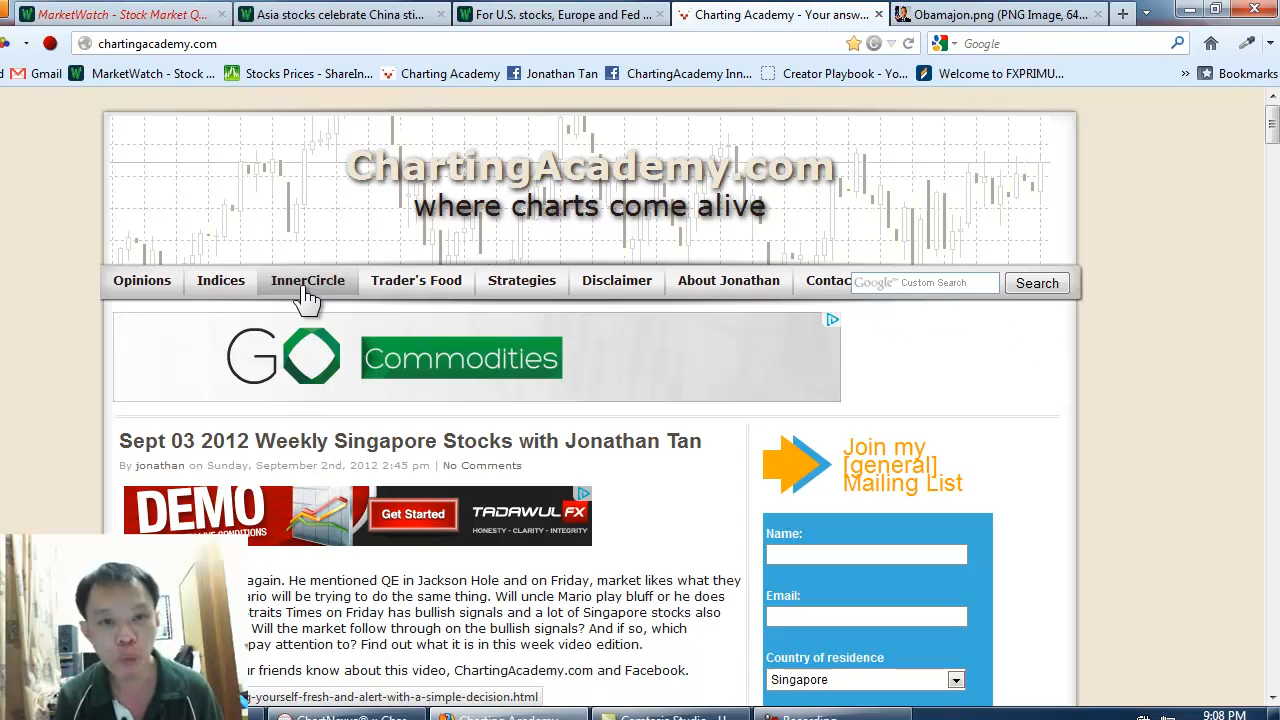 MarketWatch - Stock Market Q...
Asia stocks celebrate China sti...
For U.S. stocks, Europe and Fed ...
Charting Academy - Your answ...
Obamajon.png (PNG Image, 64...
chartingacademy.com
Google
Gmail
MarketWatch - Stock ...
Stocks Prices - ShareIn...
Charting Academy
Jonathan Tan
ChartingAcademy Inn...
Creator Playbook - Yo...
Welcome to FXPRIMU...
Bookmarks
ChartingAcademy.com
where charts come alive
Opinions
Indices
InnerCircle
Trader's Food
Strategies
Disclaimer
About Jonathan
Contac
Google Custom Search
Search
GO Commodities
Sept 03 2012 Weekly Singapore Stocks with Jonathan Tan
By jonathan on Sunday, September 2nd, 2012 2:45 pm | No Comments
DEMO
Get Started
TADAWUL FX
HONESTY - CLARITY - INTEGRITY
again. He mentioned QE in Jackson Hole and on Friday, market likes what they
ario will be trying to do the same thing. Will uncle Mario play bluff or he does
traits Times on Friday has bullish signals and a lot of Singapore stocks also
Will the market follow through on the bullish signals? And if so, which
pay attention to? Find out what it is in this week video edition.
ur friends know about this video, ChartingAcademy.com and Facebook.
-yourself-fresh-and-alert-with-a-simple-decision.html
Join my
[general]
Mailing List
Name:
Email:
Country of residence
Singapore
9:08 PM